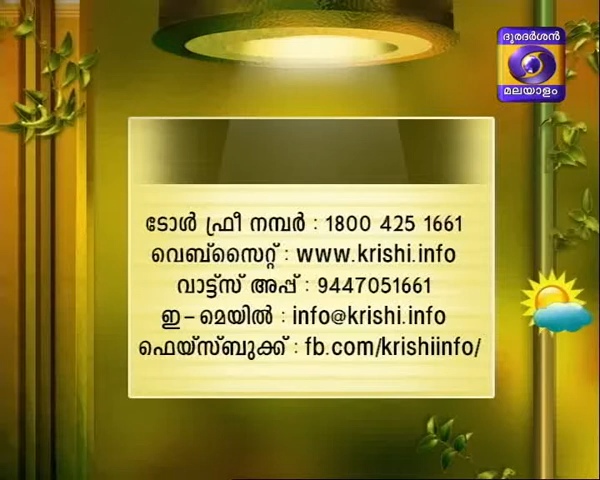 ദൂരദർശൻ
മലയാളം
ടോൾ ഫ്രീ നമ്പർ : 1800 425 1661
വെബ്സൈറ്റ് : www.krishi.info
വാട്ട്സ് അപ്പ് : 9447051661
ഇ-മെയിൽ : info@krishi.info
ഫെയ്സ്ബുക്ക് : fb.com/krishiinfo/